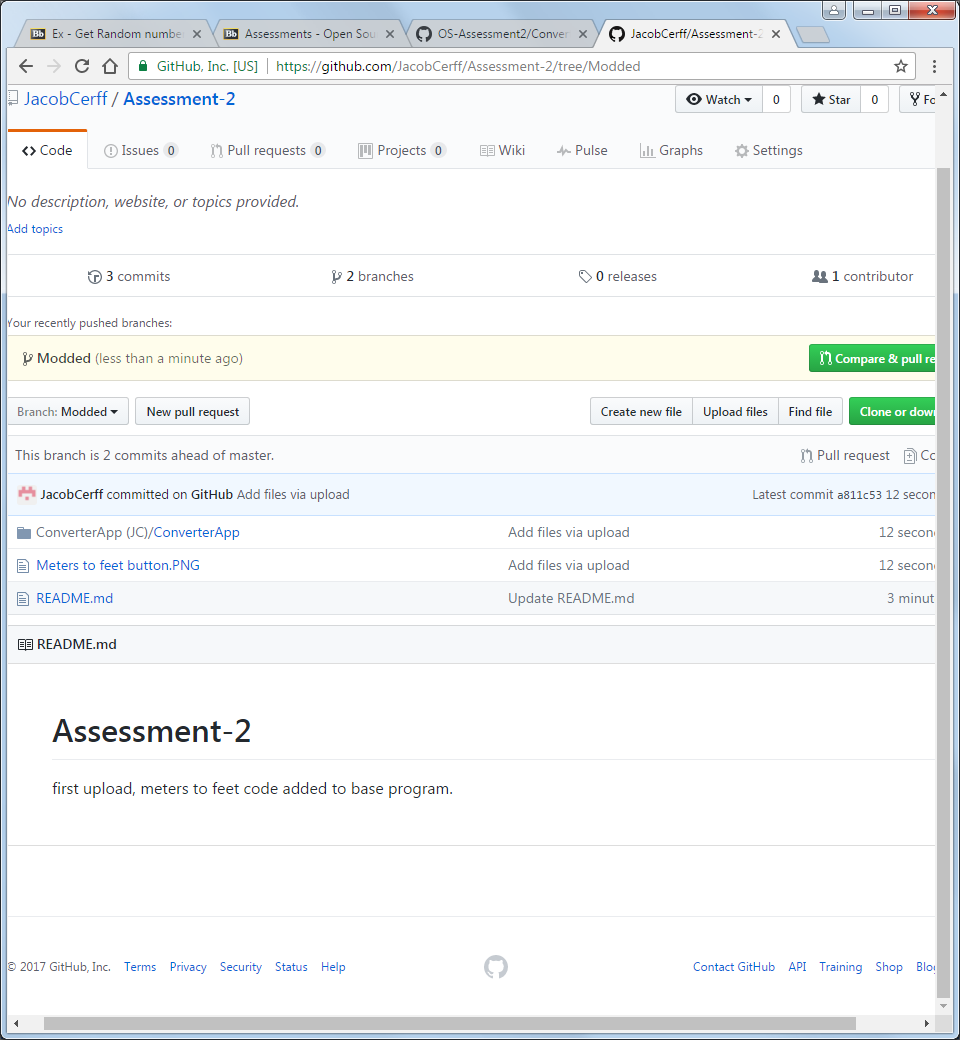 Bb Ex - Get Random numbe
Bb Assessments - Open Sou
OS-Assessment2/Conver
JacobCerff/Assessment-2
GitHub, Inc. [US] | https://github.com/JacobCerff/Assessment-2/tree/Modded
JacobCerff / Assessment-2 Watch 0 Star 0 Fo
Code Issues 0 Pull requests 0 Projects 0 Wiki Pulse Graphs Settings
No description, website, or topics provided.
Add topics
3 commits 2 branches 0 releases 1 contributor
Your recently pushed branches:
Modded (less than a minute ago) Compare & pull re
Branch: Modded New pull request Create new file Upload files Find file Clone or dow
This branch is 2 commits ahead of master. Pull request Co
JacobCerff committed on GitHub Add files via upload Latest commit a811c53 12 secon
ConverterApp (JC)/ConverterApp Add files via upload 12 secon
Meters to feet button.PNG Add files via upload 12 secon
README.md Update README.md 3 minut
README.md
Assessment-2
first upload, meters to feet code added to base program.
© 2017 GitHub, Inc. Terms Privacy Security Status Help Contact GitHub API Training Shop Blog